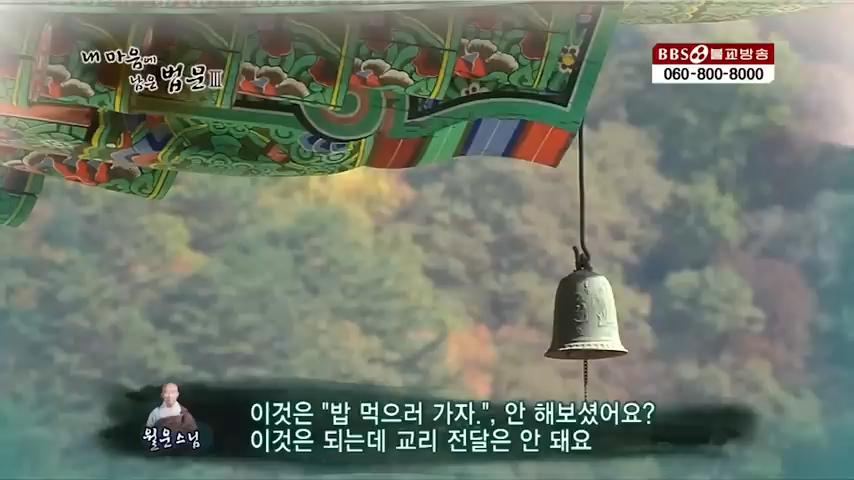 내 마음에
남은 법문 III
BBS 불교방송
060-800-8000
이것은 "밥 먹으러 가자.", 안 해보셨어요?
이것은 되는데 교리 전달은 안 돼요
월운스님